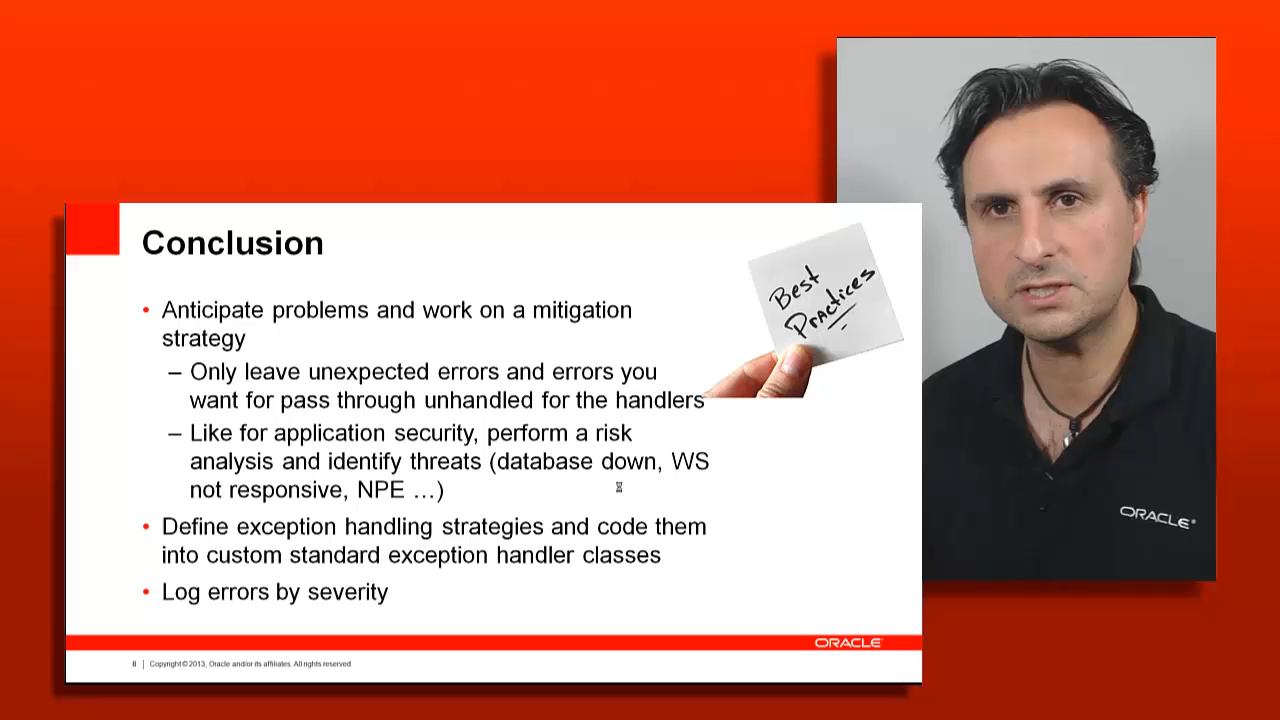 Conclusion
Best
Practices
• Anticipate problems and work on a mitigation
strategy
– Only leave unexpected errors and errors you
want for pass through unhandled for the handlers
– Like for application security, perform a risk
analysis and identify threats (database down, WS
not responsive, NPE …)
• Define exception handling strategies and code them
into custom standard exception handler classes
• Log errors by severity
ORACLE
8 | Copyright © 2013, Oracle and/or its affiliates. All rights reserved
ORACLE®